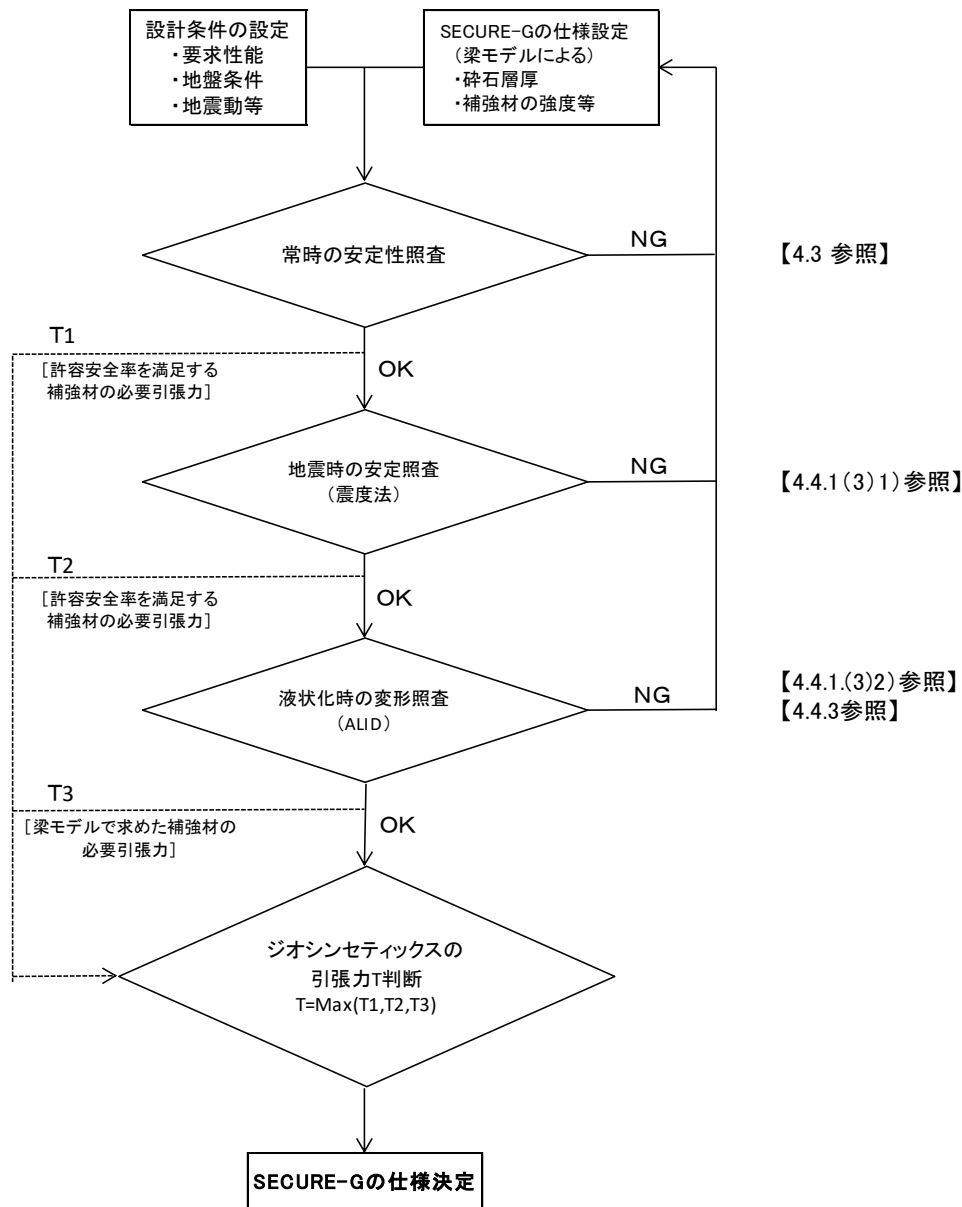 設計条件の設定
・要求性能
・地盤条件
・地震動等
SECURE-Gの仕様設定
(梁モデルによる)
・砕石層厚
・補強材の強度等
常時の安定性照査
NG
【4.3 参照】
T1
[許容安全率を満足する
補強材の必要引張力]
OK
地震時の安定照査
(震度法)
NG
【4.4.1(3)1)参照】
T2
[許容安全率を満足する
補強材の必要引張力]
OK
液状化時の変形照査
(ALID)
NG
【4.4.1.(3)2)参照】
【4.4.3参照】
T3
[梁モデルで求めた補強材の
必要引張力]
OK
ジオシンセティックスの
引張力T判断
T=Max(T1,T2,T3)
SECURE-Gの仕様決定